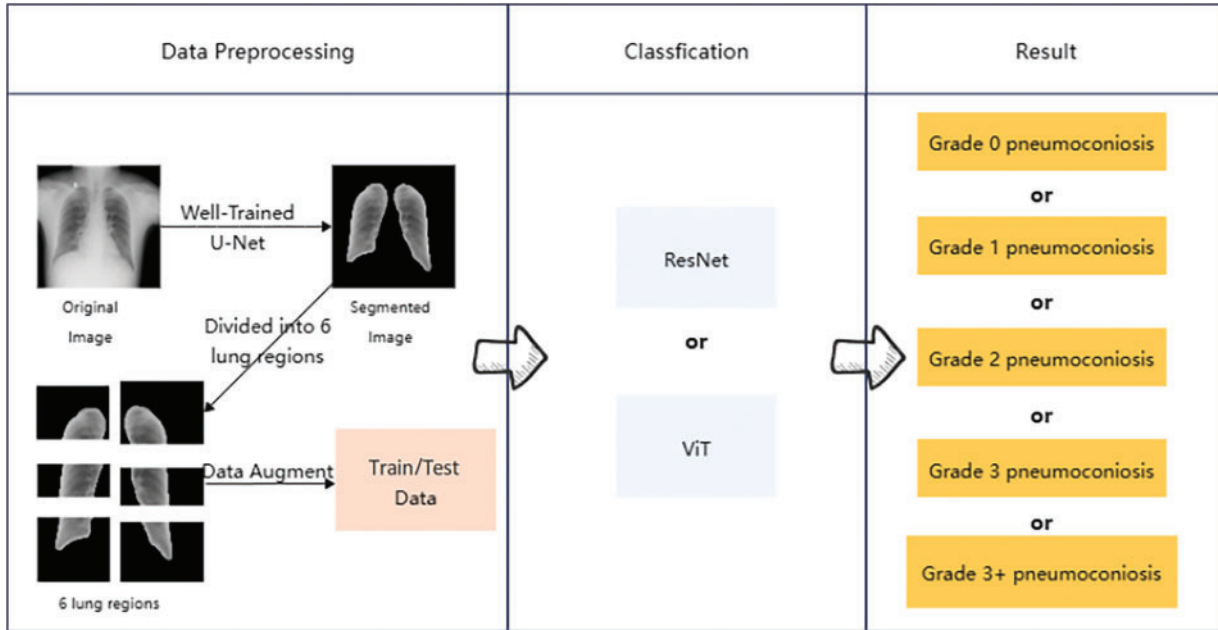 Data Preprocessing
Classfication
Result
Well-Trained
U-Net
Original
Image
Segmented
Image
Divided into 6
lung regions
Data Augment
Train/Test
Data
6 lung regions
ResNet
or
ViT
Grade 0 pneumoconiosis
or
Grade 1 pneumoconiosis
or
Grade 2 pneumoconiosis
or
Grade 3 pneumoconiosis
or
Grade 3+ pneumoconiosis